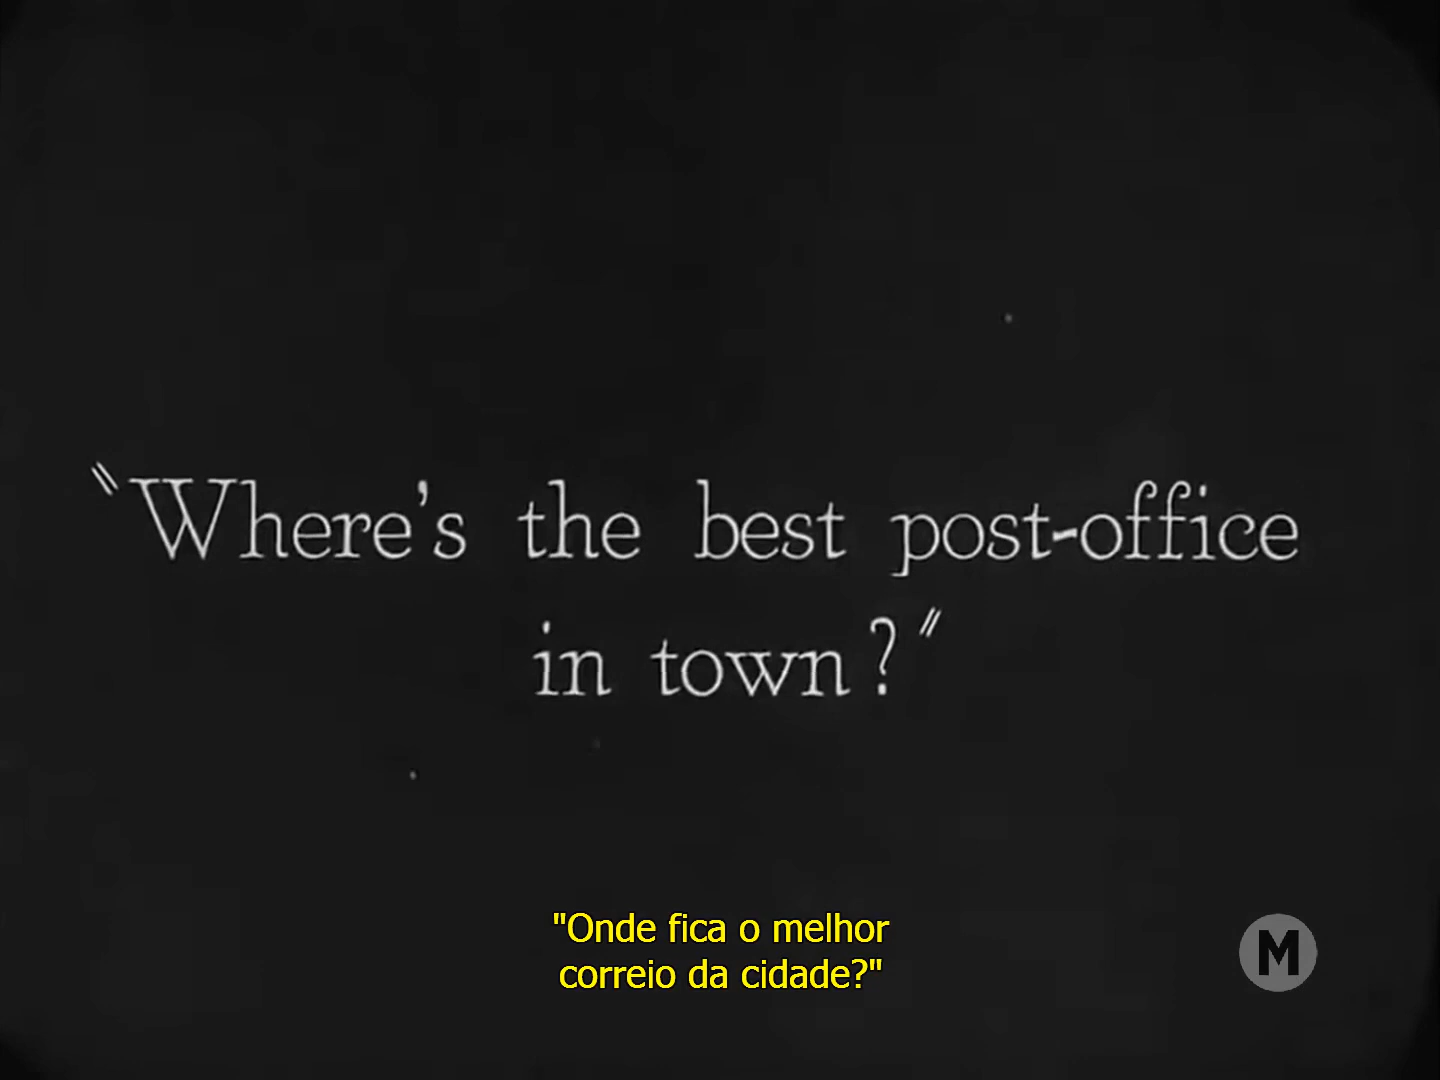 "Where's the best post-office
in town?"
"Onde fica o melhor
correio da cidade?"
M